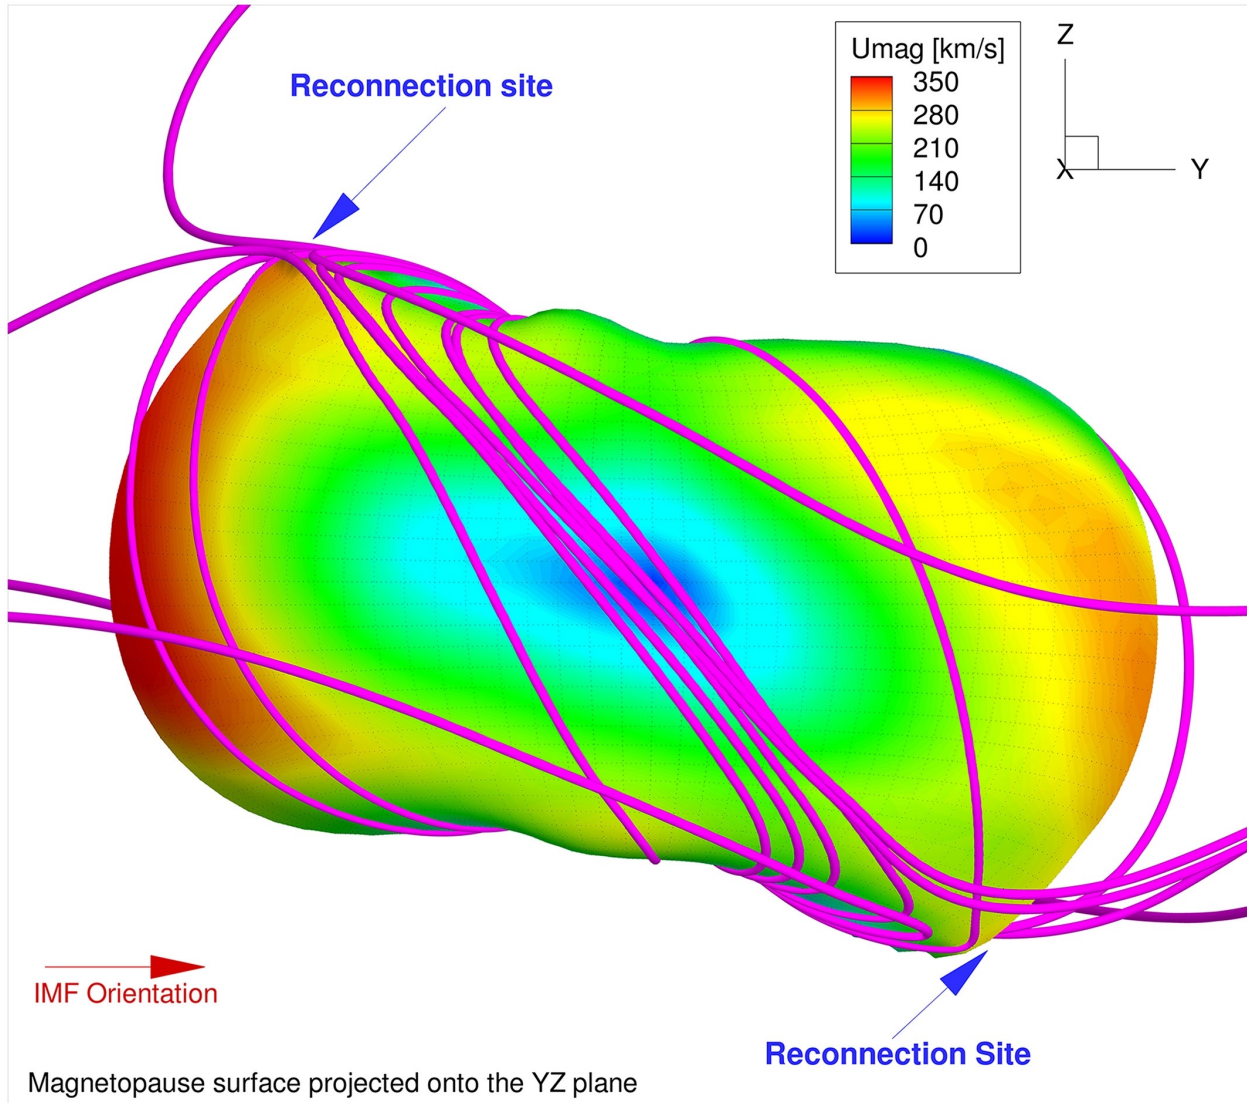 Reconnection site
Umag [km/s]
350
280
210
140
70
0
Z
X
Y
IMF Orientation
Reconnection Site
Magnetopause surface projected onto the YZ plane